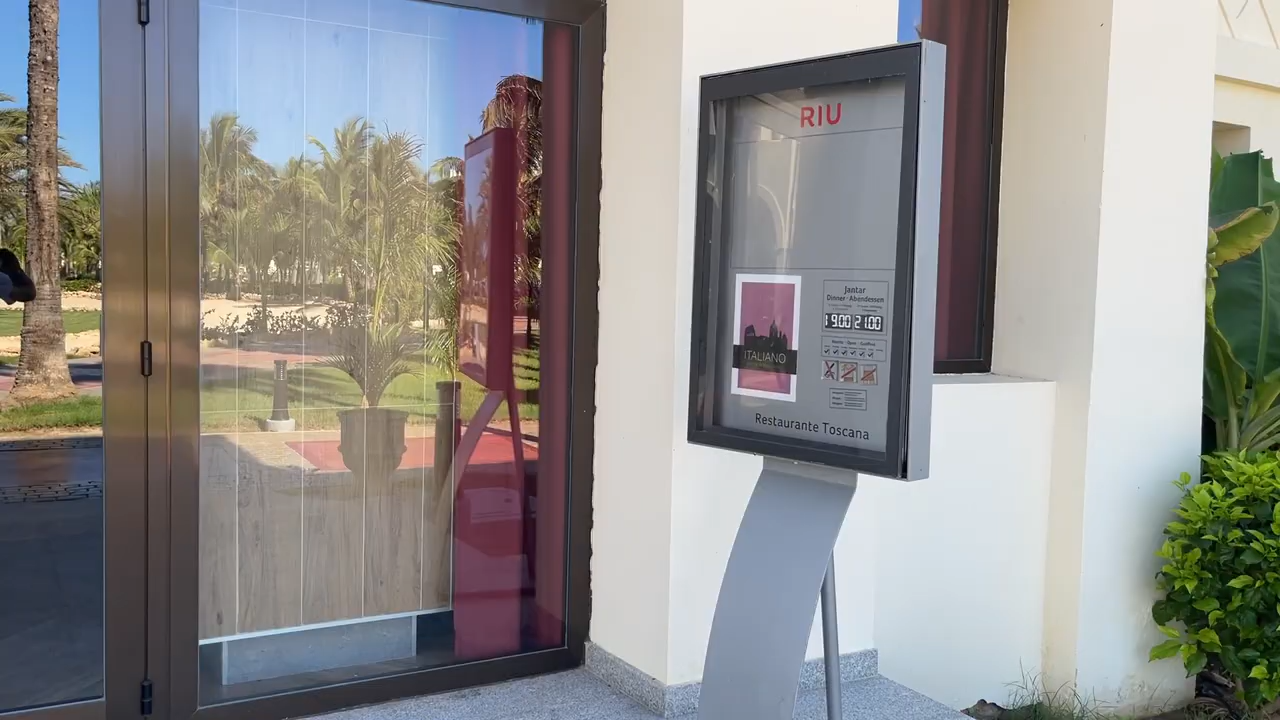 RIU
Jantar
Dinner · Abendessen
19:00 21:00
ITALIANO
Restaurante Toscana